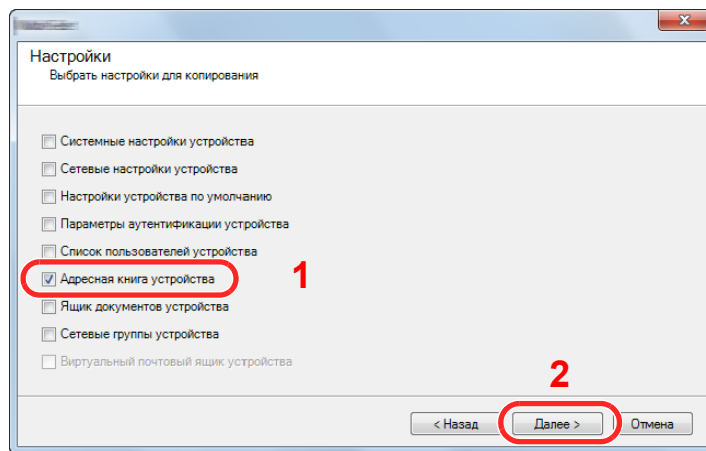 Настройки
Выбрать настройки для копирования
Системные настройки устройства
Сетевые настройки устройства
Настройки устройства по умолчанию
Параметры аутентификации устройства
Список пользователей устройства
Адресная книга устройства
1
Ящик документов устройства
Сетевые группы устройства
Виртуальный почтовый ящик устройства
2
< Назад Далее > Отмена